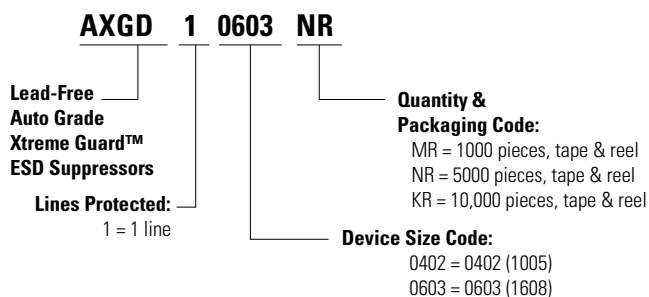 AXGD 1 0603 NR
Lead-Free
Auto Grade
Xtreme Guard™
ESD Suppressors
Lines Protected:
1 = 1 line
Quantity &
Packaging Code:
MR = 1000 pieces, tape & reel
NR = 5000 pieces, tape & reel
KR = 10,000 pieces, tape & reel
Device Size Code:
0402 = 0402 (1005)
0603 = 0603 (1608)